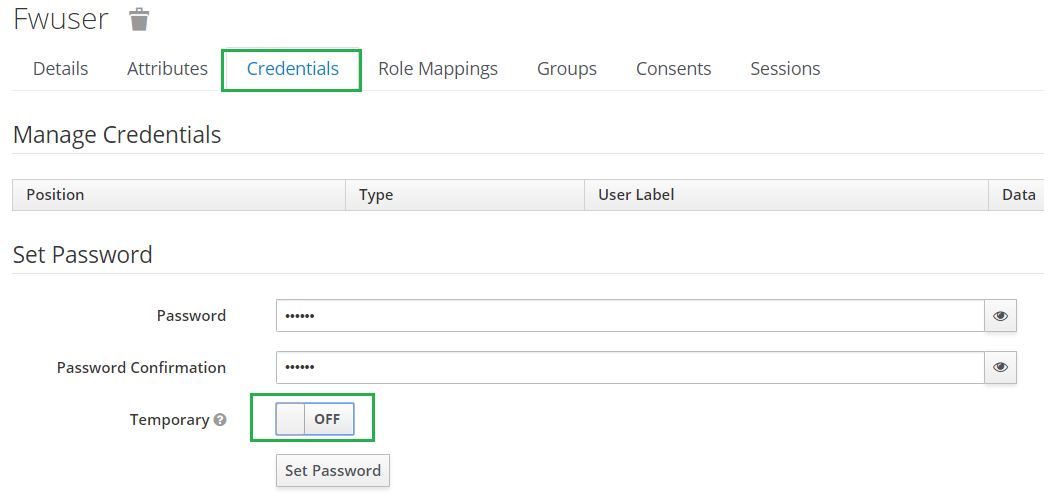 Fwuser
Details Attributes Credentials Role Mappings Groups Consents Sessions
Manage Credentials
Position Type User Label Data
Set Password
Password ••••••
Password Confirmation ••••••
Temporary ? OFF
Set Password